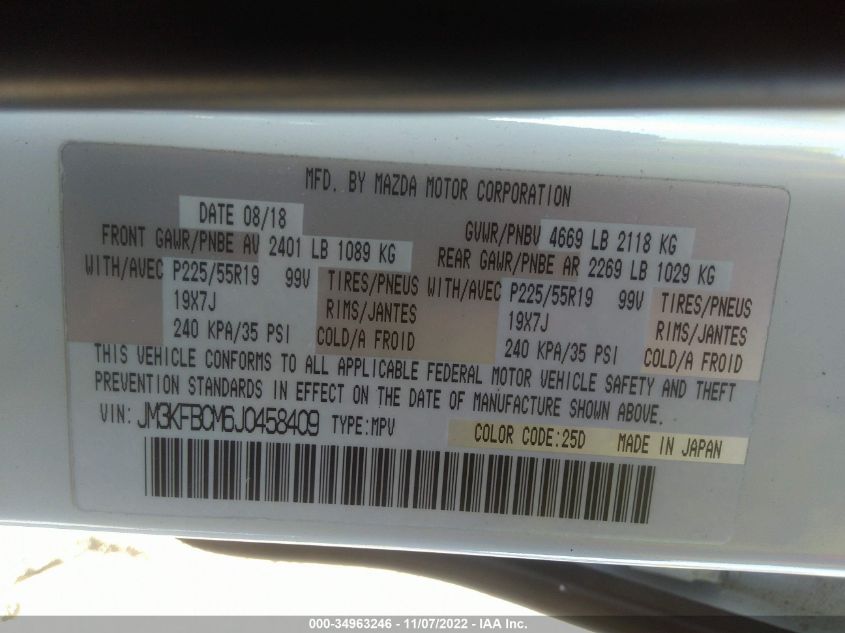 MFD. BY MAZDA MOTOR CORPORATION
DATE 08/18
GVWR/PNBV 4669 LB 2118 KG
FRONT GAWR/PNBE AV 2401 LB 1089 KG
REAR GAWR/PNBE AR 2269 LB 1029 KG
WITH/AVEC P225/55R19 99V TIRES/PNEUS WITH/AVEC P225/55R19 99V TIRES/PNEUS
19X7J RIMS/JANTES 19X7J RIMS/JANTES
240 KPA/35 PSI COLD/A FROID 240 KPA/35 PSI COLD/A FROID
THIS VEHICLE CONFORMS TO ALL APPLICABLE FEDERAL MOTOR VEHICLE SAFETY AND THEFT
PREVENTION STANDARDS IN EFFECT ON THE DATE OF MANUFACTURE SHOWN ABOVE.
VIN: JM3KFBCM6J0458409 TYPE:MPV COLOR CODE:25D MADE IN JAPAN
000-34963246 - 11/07/2022 - IAA Inc.